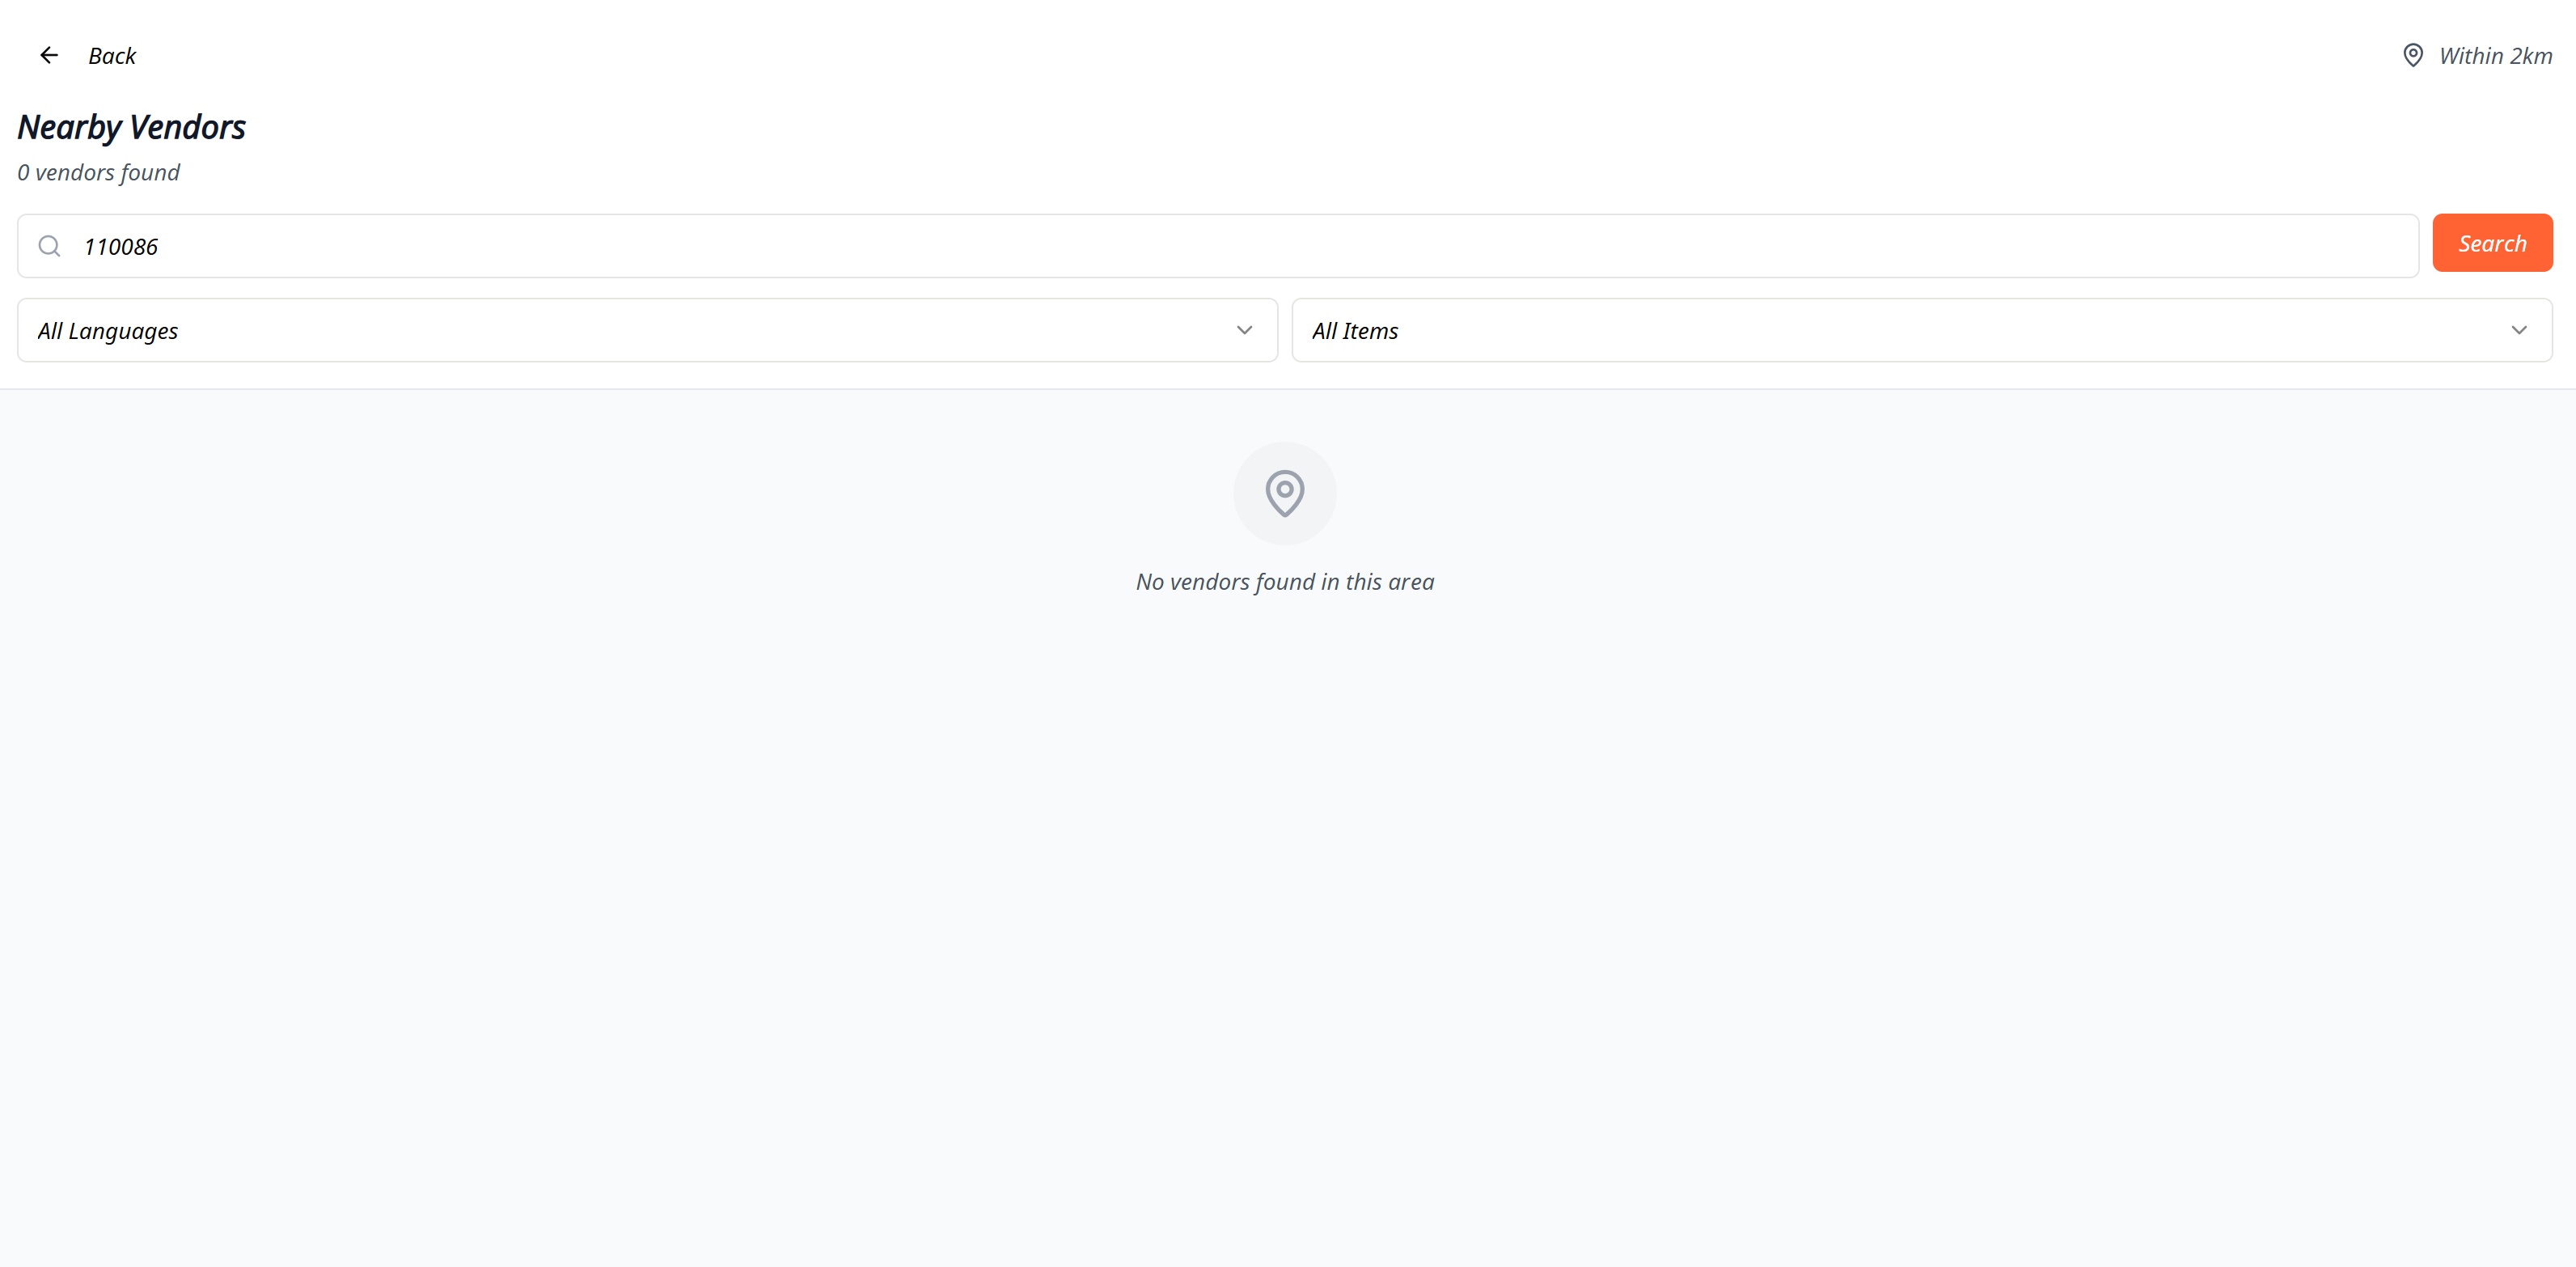 Back
Within 2km
Nearby Vendors
0 vendors found
110086
Search
All Languages
All Items
No vendors found in this area